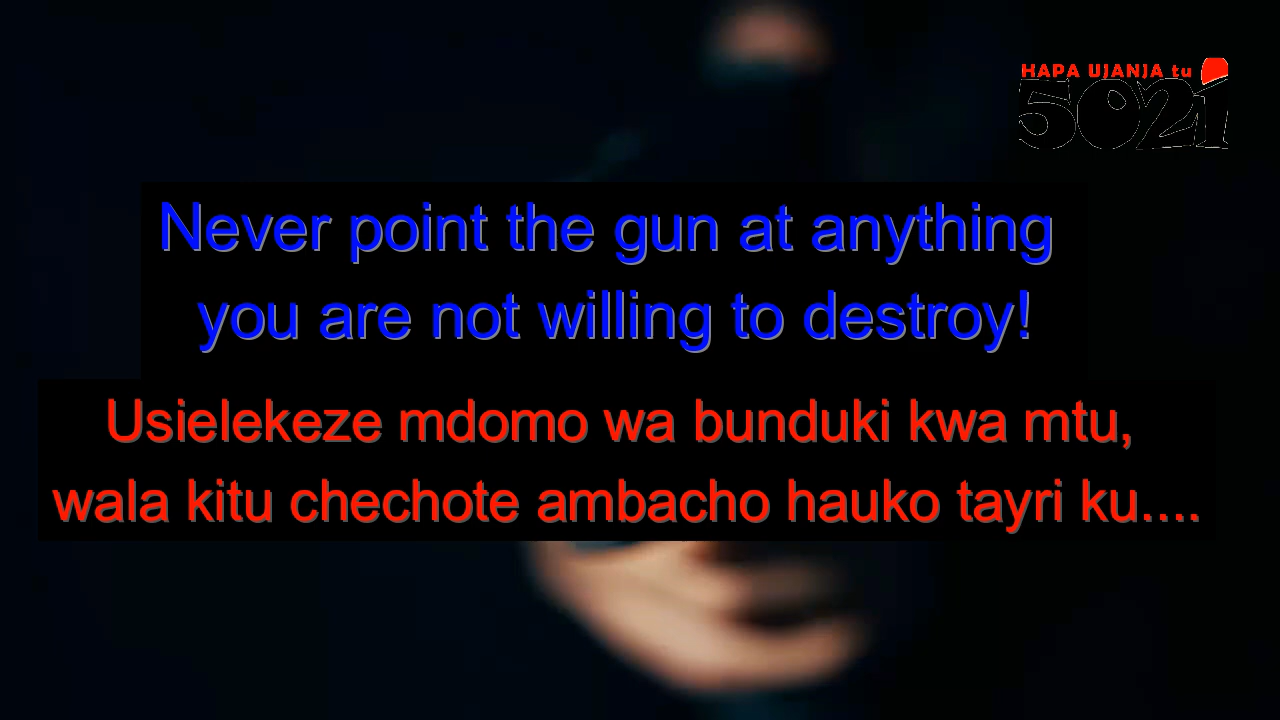 HAPA UJANJA tu
5021
Never point the gun at anything
you are not willing to destroy!
Usielekeze mdomo wa bunduki kwa mtu,
wala kitu chechote ambacho hauko tayri ku....